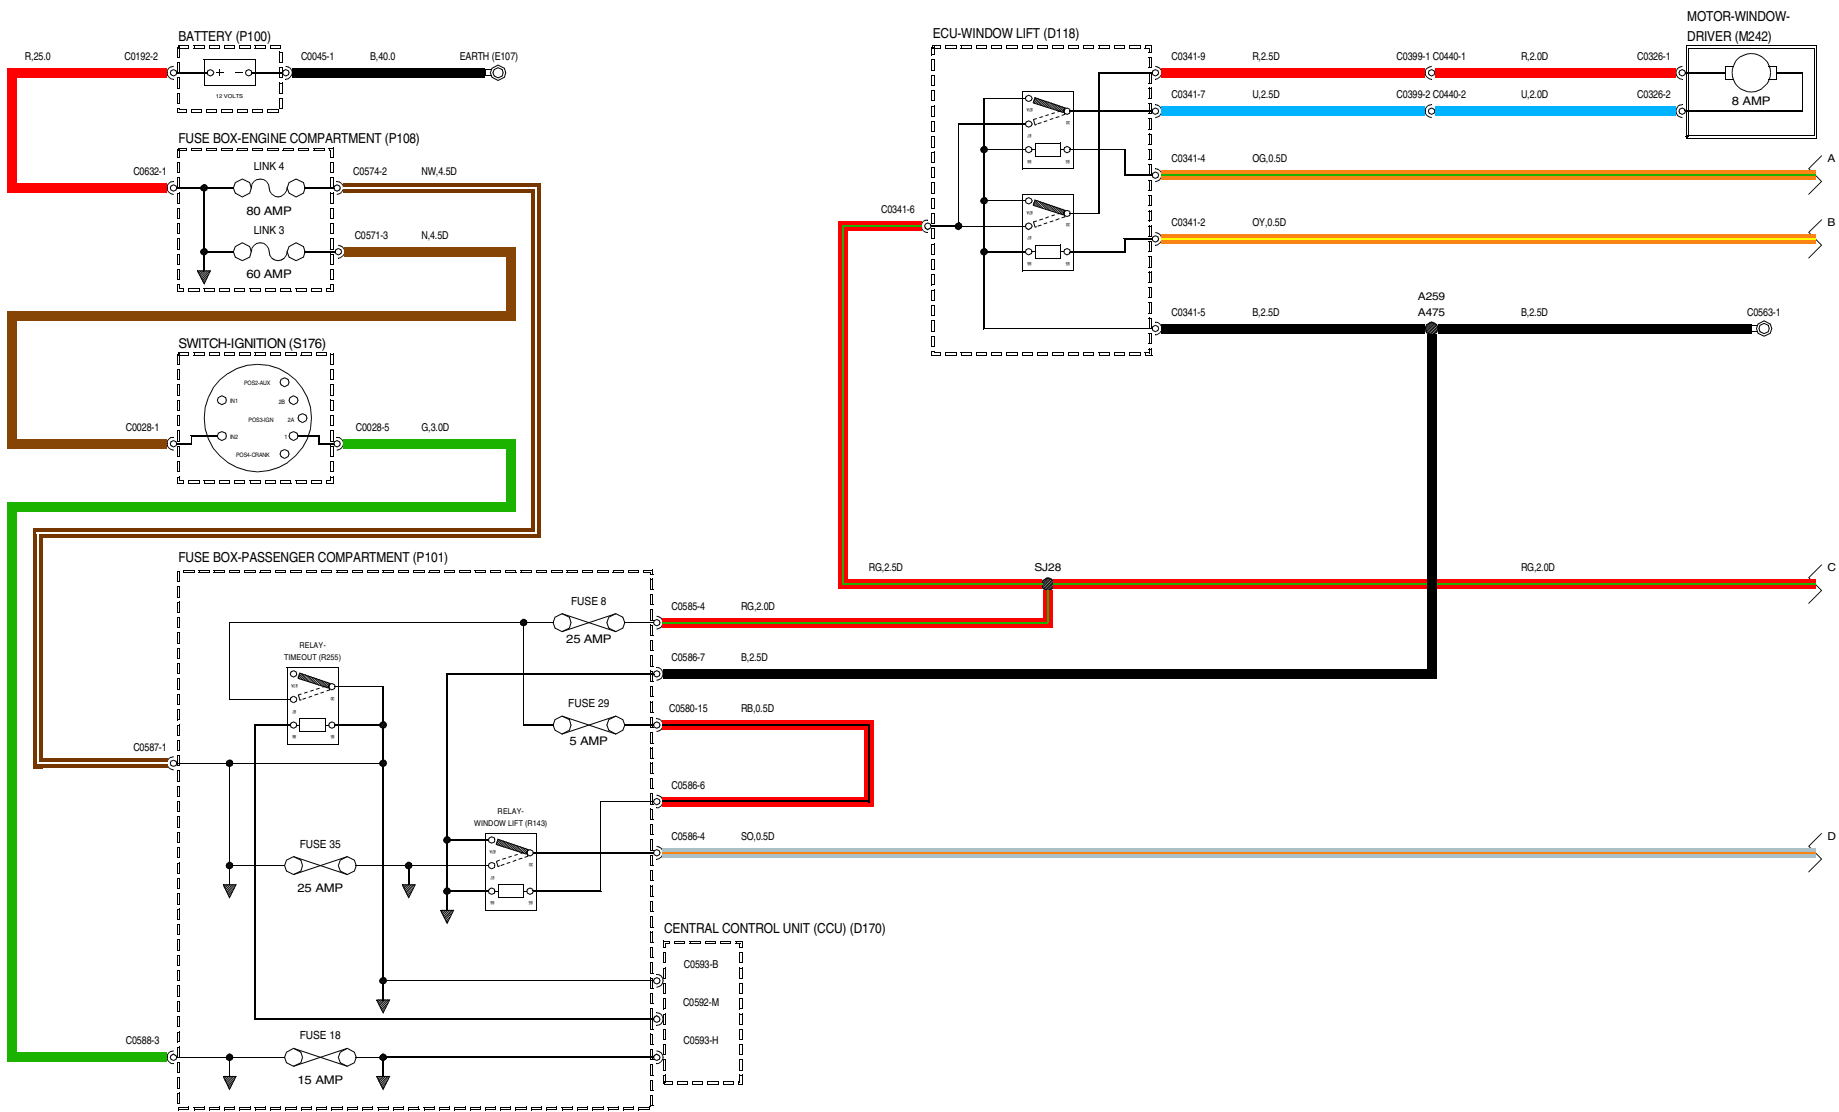 MOTOR-WINDOW-
DRIVER (M242)
BATTERY (P100)
ECU-WINDOW LIFT (D118)
R,25.0
C0192-2
C0045-1
B,40.0
EARTH (E107)
+ −
12 VOLTS
C0341-9
R,2.5D
C0399-1 C0440-1
R,2.0D
C0326-1
C0341-7
U,2.5D
C0399-2 C0440-2
U,2.0D
C0326-2
8 AMP
FUSE BOX-ENGINE COMPARTMENT (P108)
C0632-1
LINK 4
80 AMP
C0574-2
NW,4.5D
LINK 3
60 AMP
C0571-3
N,4.5D
C0341-4
OG,0.5D
A
C0341-6
C0341-2
OY,0.5D
B
A259
A475
C0341-5
B,2.5D
B,2.5D
C0563-1
SWITCH-IGNITION (S176)
POS2-AUX
IN1
2B
POS3-IGN
2A
IN2
1
POS4-CRANK
C0028-1
C0028-5
G,3.0D
FUSE BOX-PASSENGER COMPARTMENT (P101)
RG,2.5D
SJ28
RG,2.0D
C
FUSE 8
25 AMP
C0585-4
RG,2.0D
RELAY-
TIMEOUT (R255)
C0586-7
B,2.5D
FUSE 29
5 AMP
C0580-15
RB,0.5D
C0587-1
C0586-6
RELAY-
WINDOW LIFT (R143)
C0586-4
SO,0.5D
D
FUSE 35
25 AMP
CENTRAL CONTROL UNIT (CCU) (D170)
C0593-B
C0592-M
C0593-H
C0588-3
FUSE 18
15 AMP